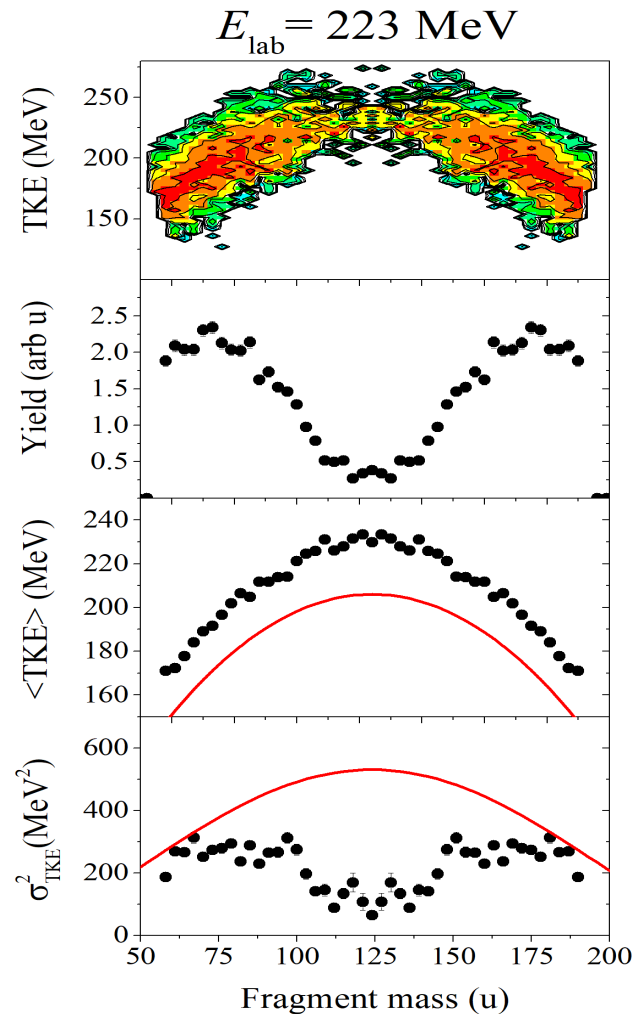 E_lab = 223 MeV
TKE (MeV)
250
200
150
Yield (arb u)
2.5
2.0
1.5
1.0
0.5
<TKE> (MeV)
240
220
200
180
160
σ²_TKE (MeV²)
600
400
200
0
50 75 100 125 150 175 200
Fragment mass (u)